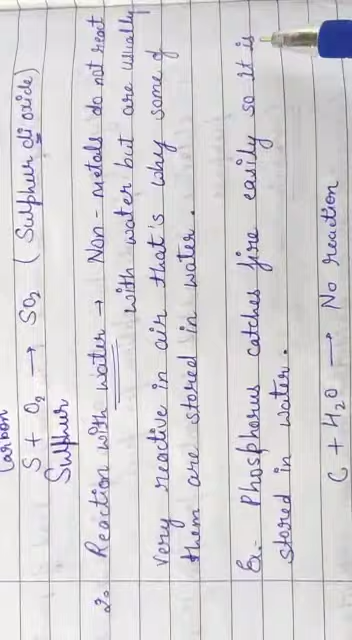 Carbon
S + O2 → SO2 ( Sulphur di oxide)
Sulphur
2. Reaction with water → Non-metals do not react
with water but are usually
very reactive in air that's why some of
them are stored in water.
Ex- Phosphorus catches fire easily so it is
stored in water.
C + H2O → No reaction